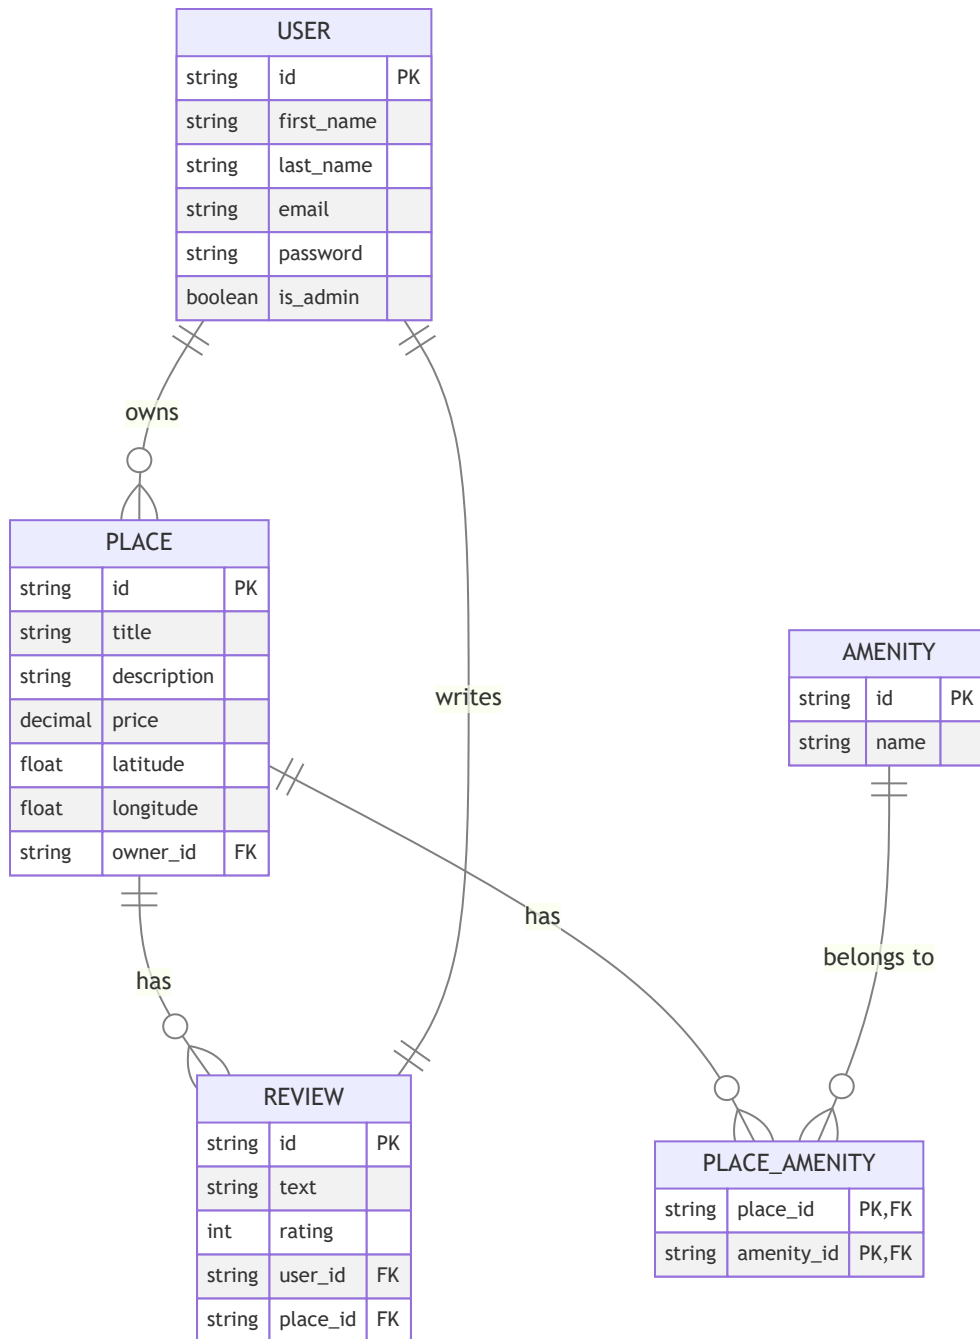 USER
string id PK
string first_name
string last_name
string email
string password
boolean is_admin
owns
PLACE
string id PK
string title
string description
decimal price
float latitude
float longitude
string owner_id FK
writes
AMENITY
string id PK
string name
has
belongs to
has
REVIEW
string id PK
string text
int rating
string user_id FK
string place_id FK
PLACE_AMENITY
string place_id PK,FK
string amenity_id PK,FK